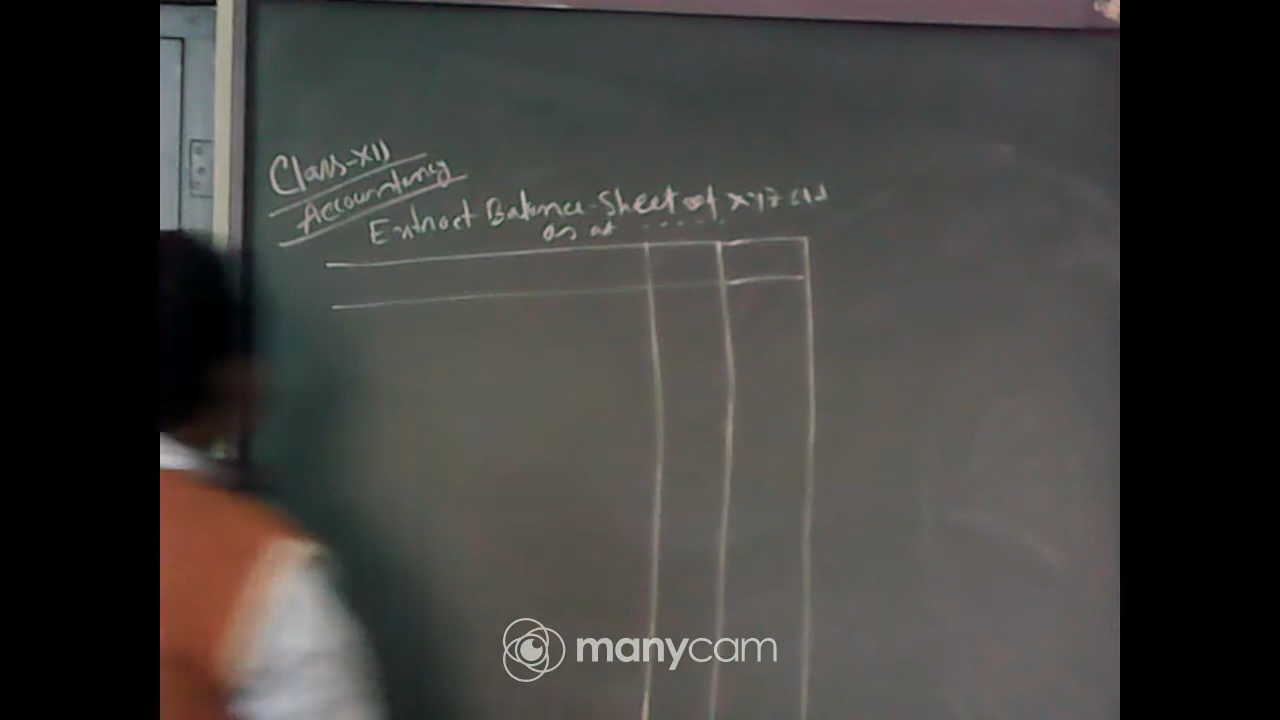 Class-XII
Accountancy
Extract Balance-Sheet of XYZ Ltd
as at ......
manycam